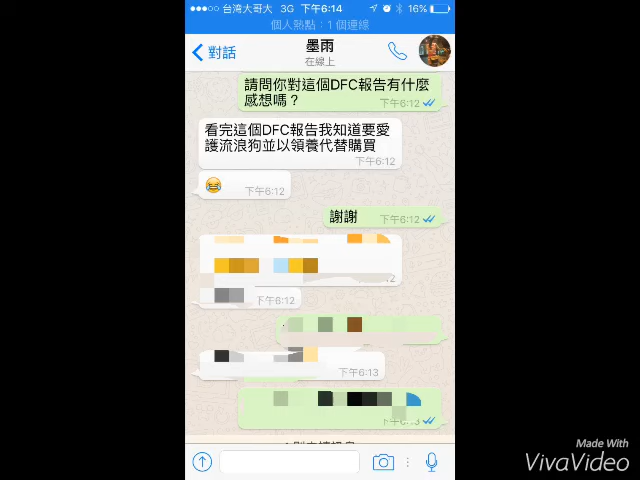 台湾大哥大 3G 下午6:14 16%
個人熱點：1 個連線
對話
墨雨
在線上
請問你對這個DFC報告有什麼
感想嗎？
下午6:12
看完這個DFC報告我知道要愛
護流浪狗並以領養代替購買
下午6:12
😂
下午6:12
謝謝
下午6:12
下午6:12
下午6:13
Made With
VivaVideo